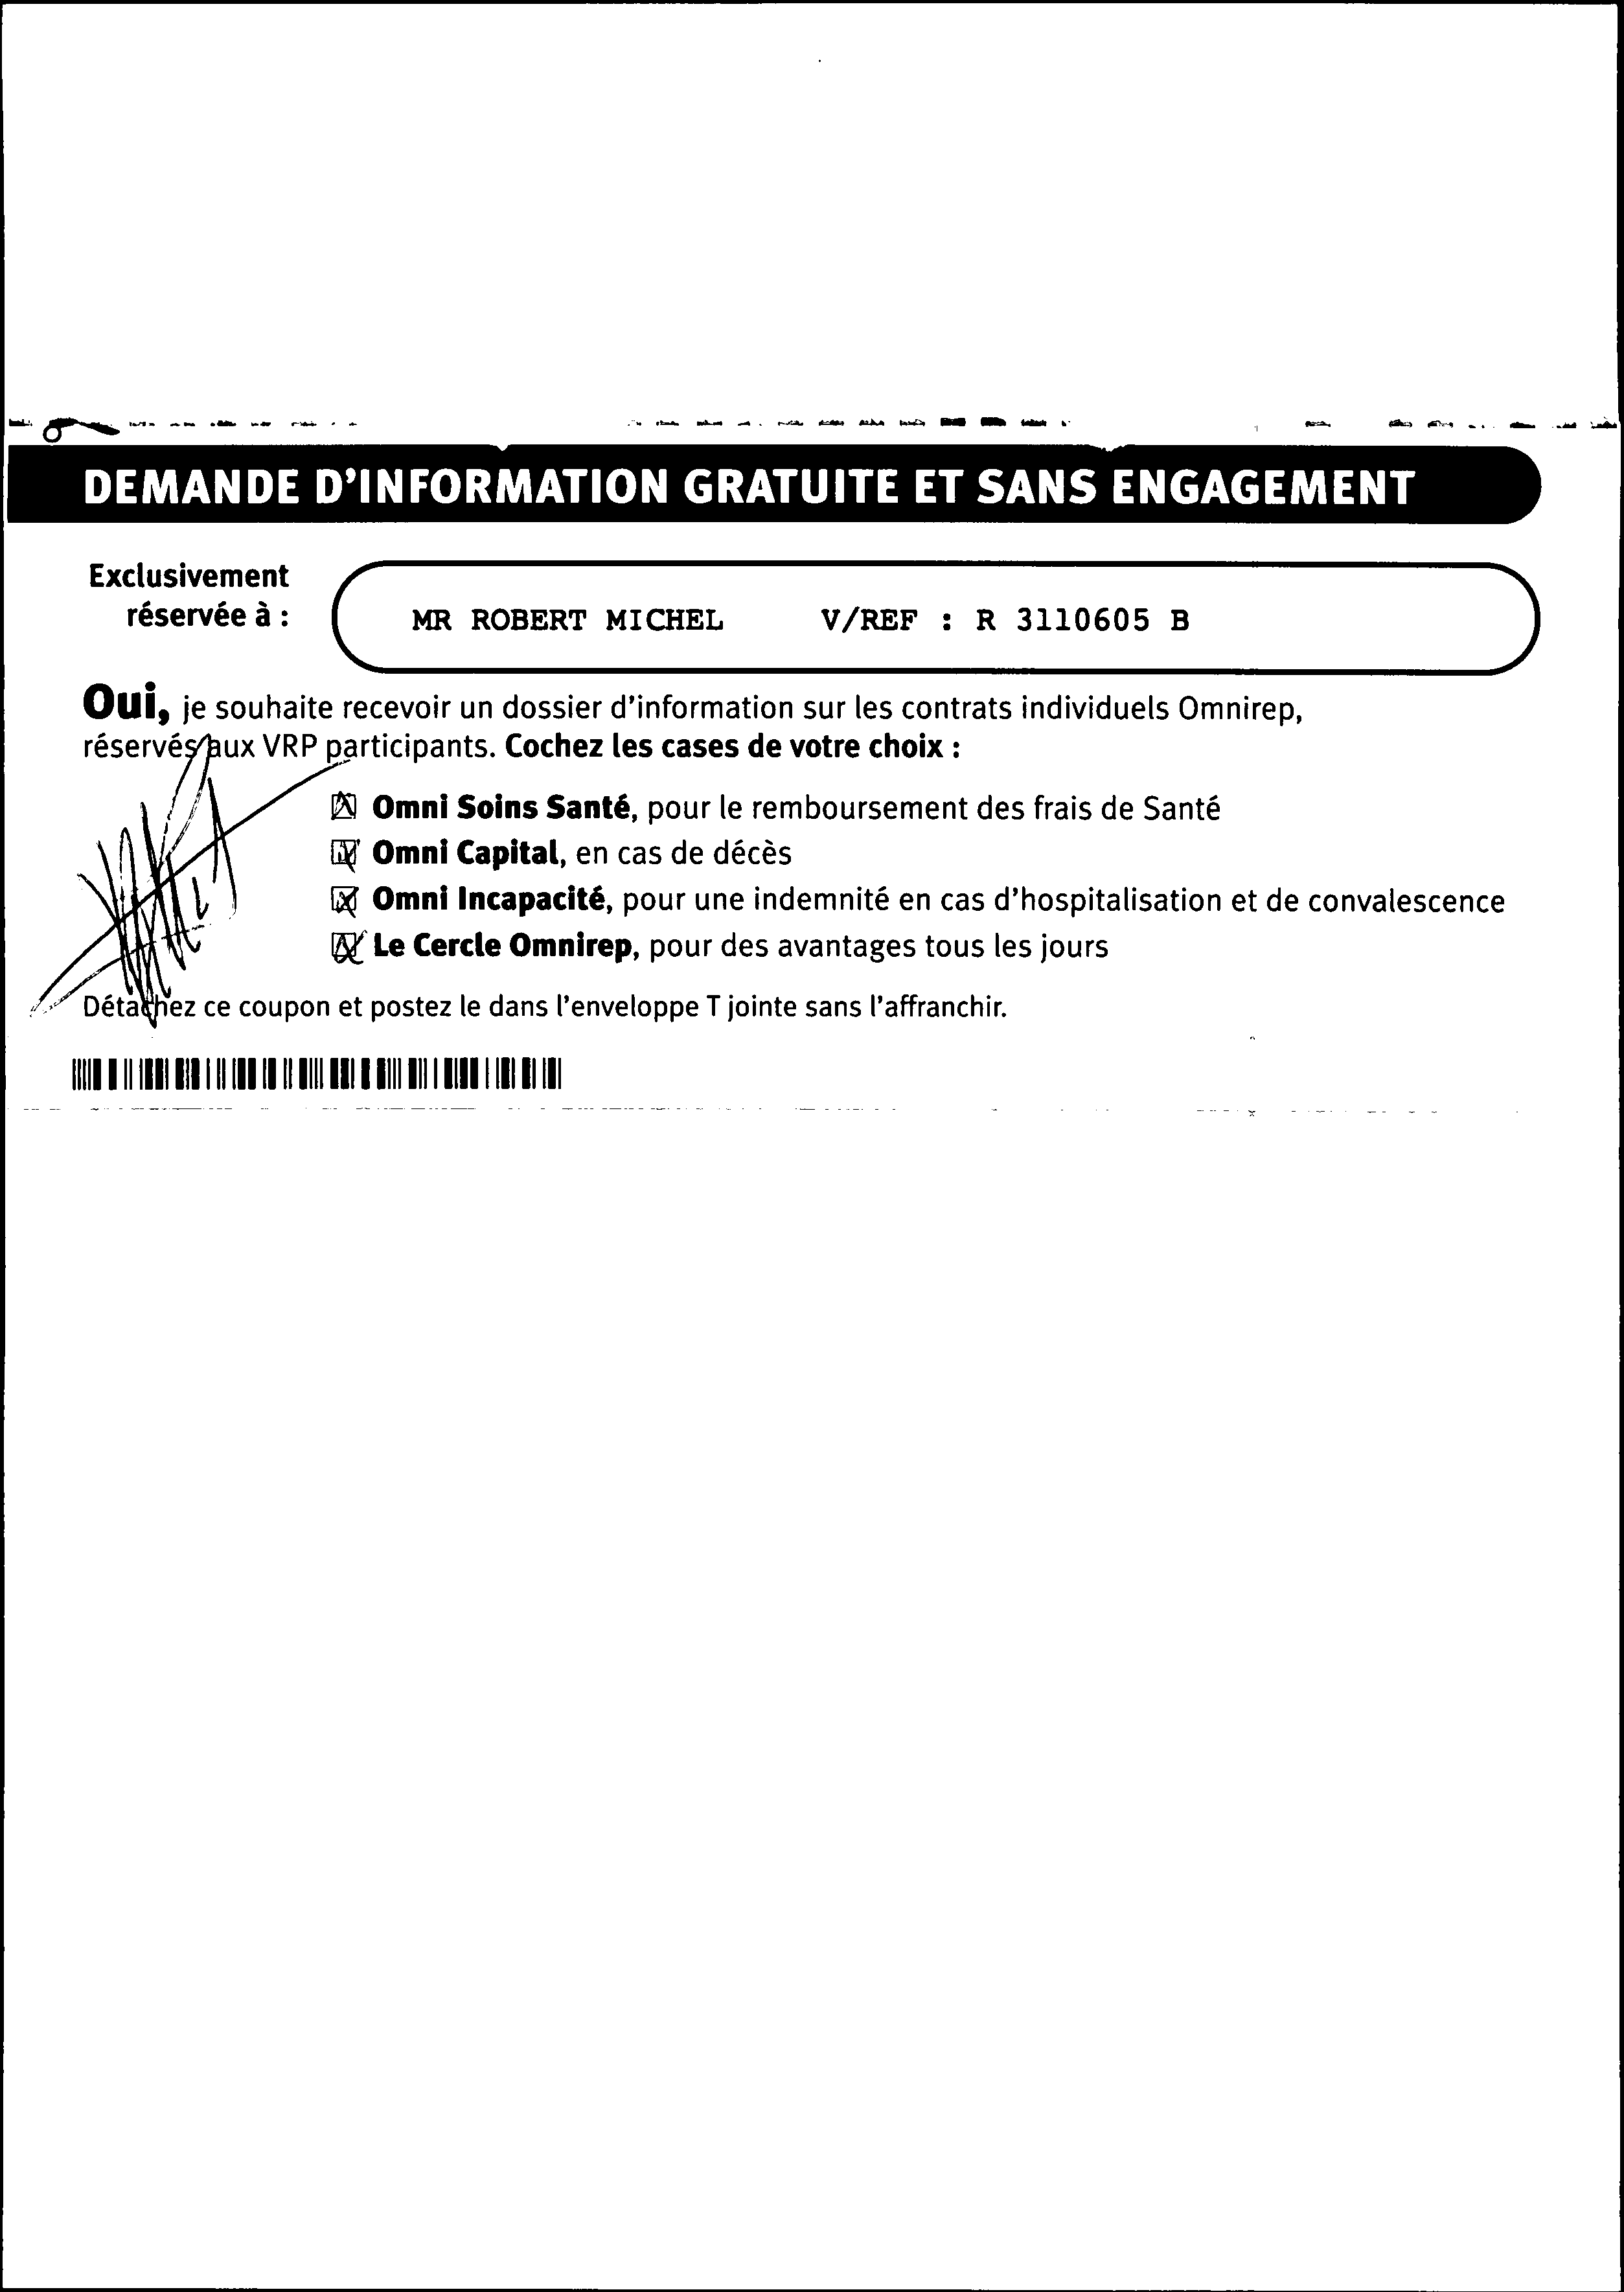 DEMANDE D'INFORMATION GRATUITE ET SANS ENGAGEMENT
Exclusivement
réservée à :
MR ROBERT MICHEL V/REF : R 3110605 B
Oui, je souhaite recevoir un dossier d'information sur les contrats individuels Omnirep,
réservés aux VRP participants. Cochez les cases de votre choix :
Omni Soins Santé, pour le remboursement des frais de Santé
Omni Capital, en cas de décès
Omni Incapacité, pour une indemnité en cas d'hospitalisation et de convalescence
Le Cercle Omnirep, pour des avantages tous les jours
Détachez ce coupon et postez le dans l'enveloppe T jointe sans l'affranchir.